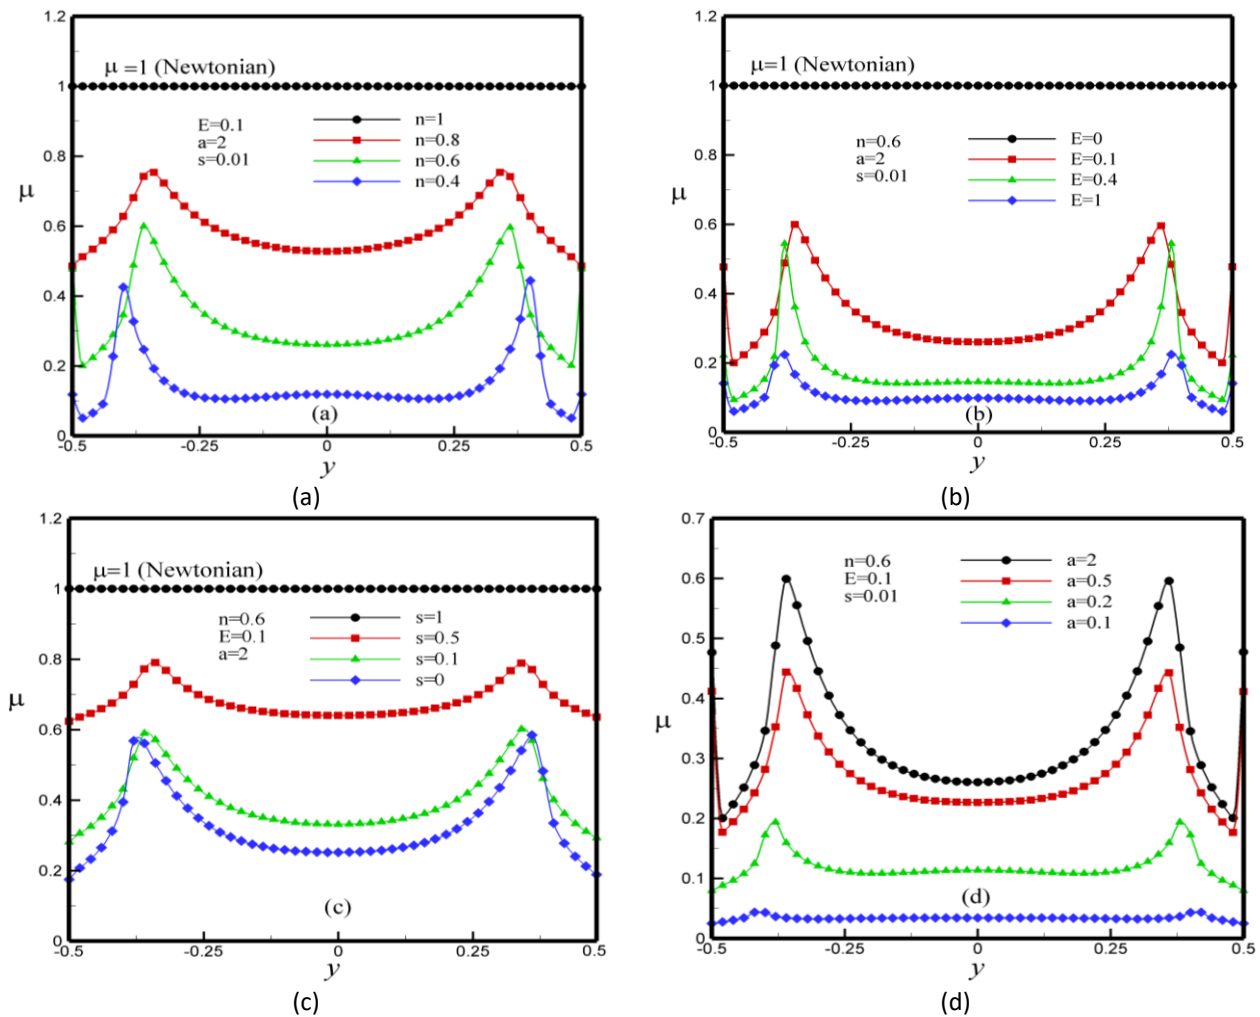 1.2
μ =1 (Newtonian)
1
E=0.1
a=2
s=0.01
n=1
n=0.8
n=0.6
n=0.4
0.8
μ
0.6
0.4
0.2
0
(a)
-0.5
-0.25
0
0.25
0.5
y
(a)
1.2
μ=1 (Newtonian)
1
n=0.6
a=2
s=0.01
E=0
E=0.1
E=0.4
E=1
0.8
μ
0.6
0.4
0.2
0
(b)
-0.5
-0.25
0
0.25
0.5
y
(b)
1.2
μ=1 (Newtonian)
1
n=0.6
E=0.1
a=2
s=1
s=0.5
s=0.1
s=0
0.8
μ
0.6
0.4
0.2
0
(c)
-0.5
-0.25
0
0.25
0.5
y
(c)
0.7
n=0.6
E=0.1
s=0.01
a=2
a=0.5
a=0.2
a=0.1
0.6
0.5
μ
0.4
0.3
0.2
0.1
0
(d)
-0.5
-0.25
0
0.25
0.5
y
(d)